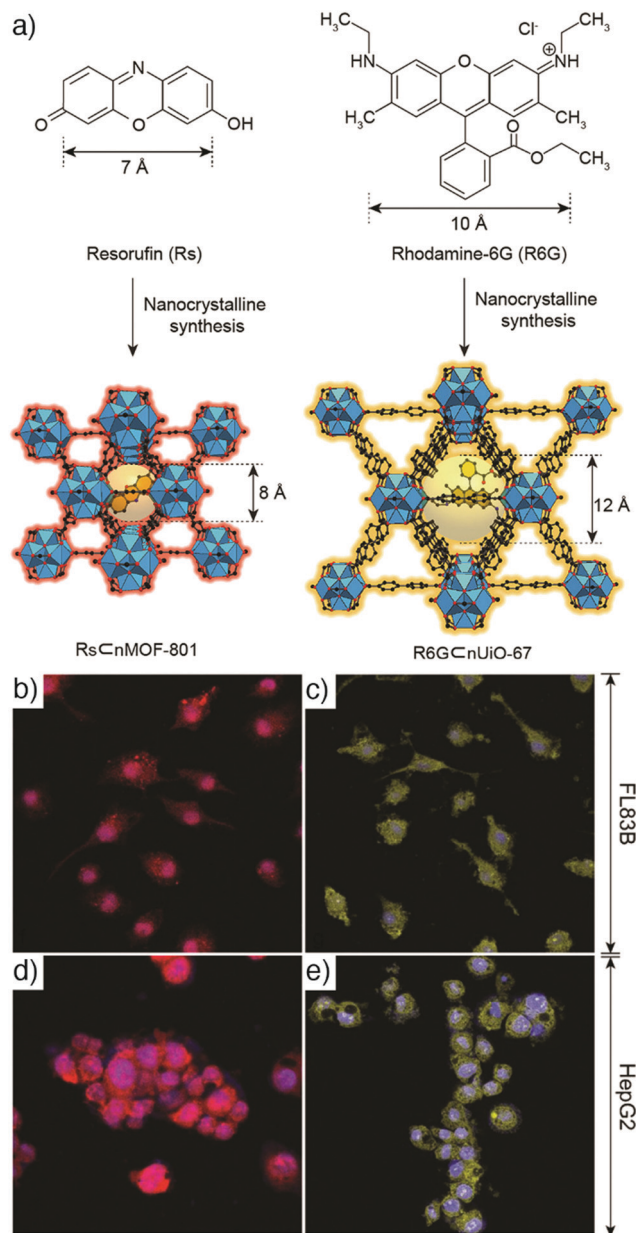 a)
N
O
O
OH
7 Å
Resorufin (Rs)
Nanocrystalline
synthesis
8 Å
Rs⊂nMOF-801
H₃C
HN
H₃C
O
Cl⁻
⊕
NH
CH₃
CH₃
O
O
CH₃
10 Å
Rhodamine-6G (R6G)
Nanocrystalline
synthesis
12 Å
R6G⊂nUiO-67
b)
c)
FL83B
d)
e)
HepG2